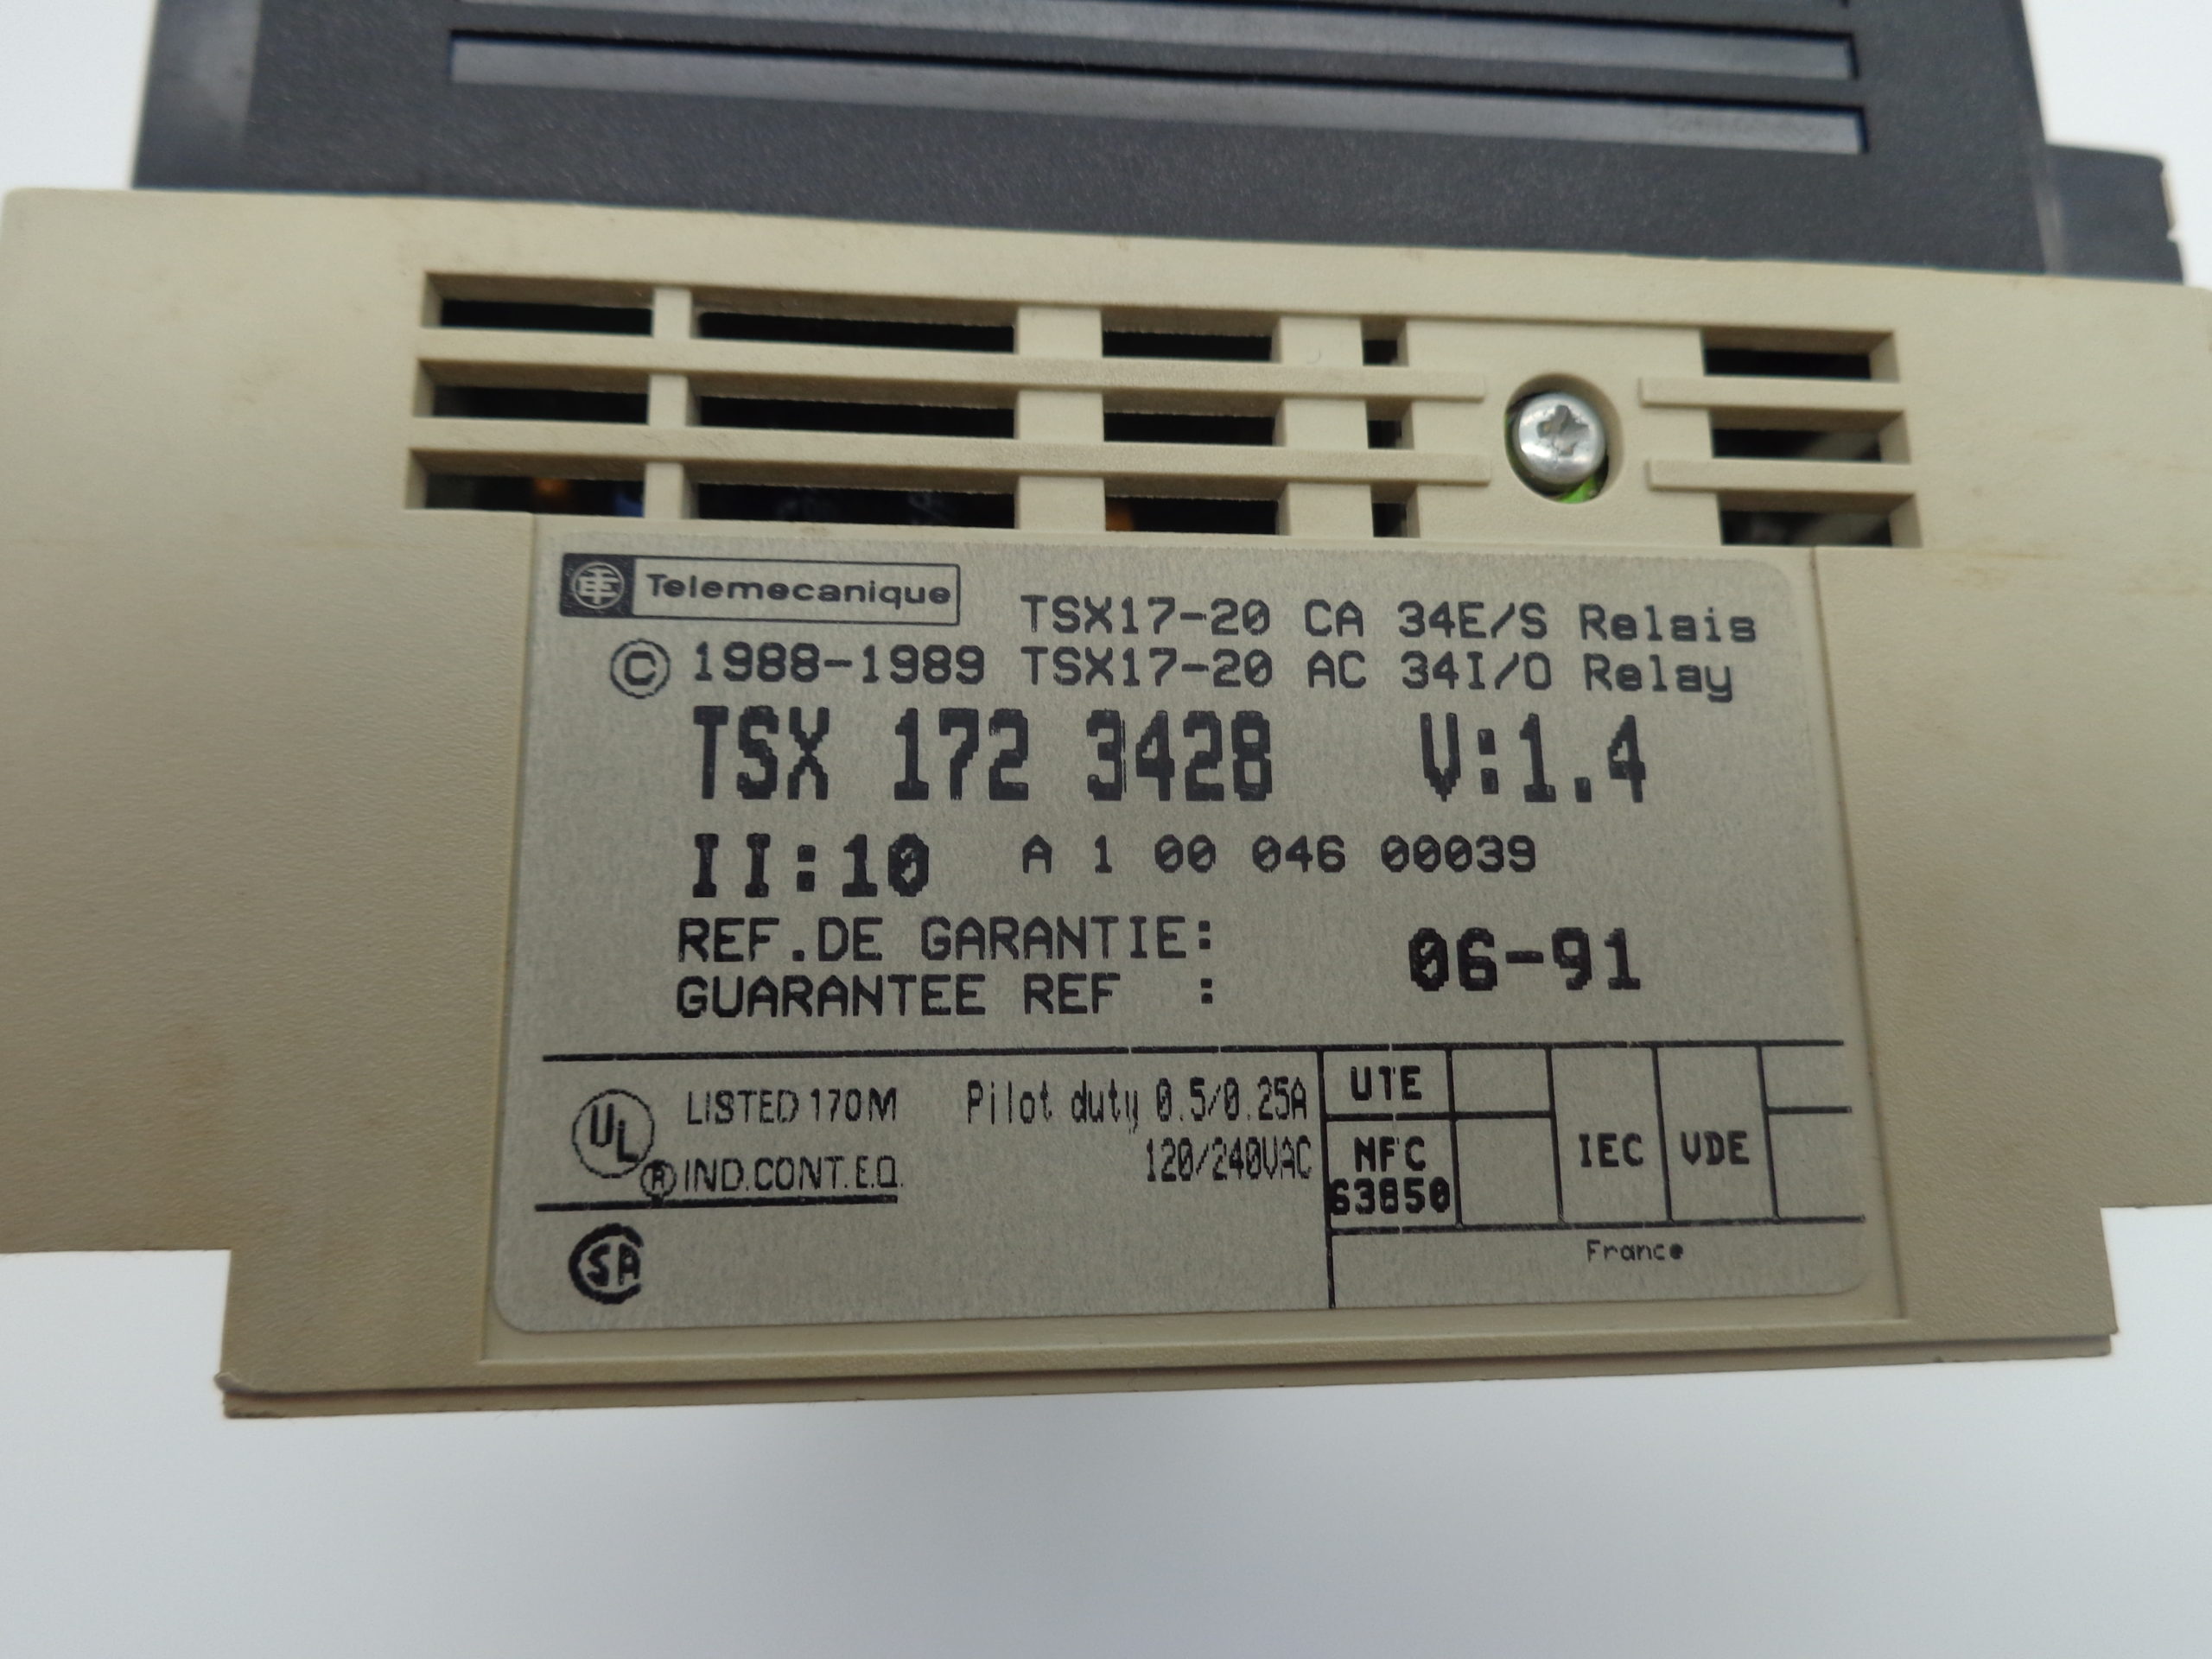 Telemecanique
TSX17-20 CA 34E/S Relais
© 1988-1989 TSX17-20 AC 34I/O Relay
TSX 172 3428 V:1.4
II:10 A 1 00 046 00039
REF.DE GARANTIE:
GUARANTEE REF : 06-91
UL ® LISTED 170M
IND.CONT.EQ.
Pilot duty 0.5/0.25A
120/240VAC
UTE
NFC
63850
IEC
VDE
France
CSA